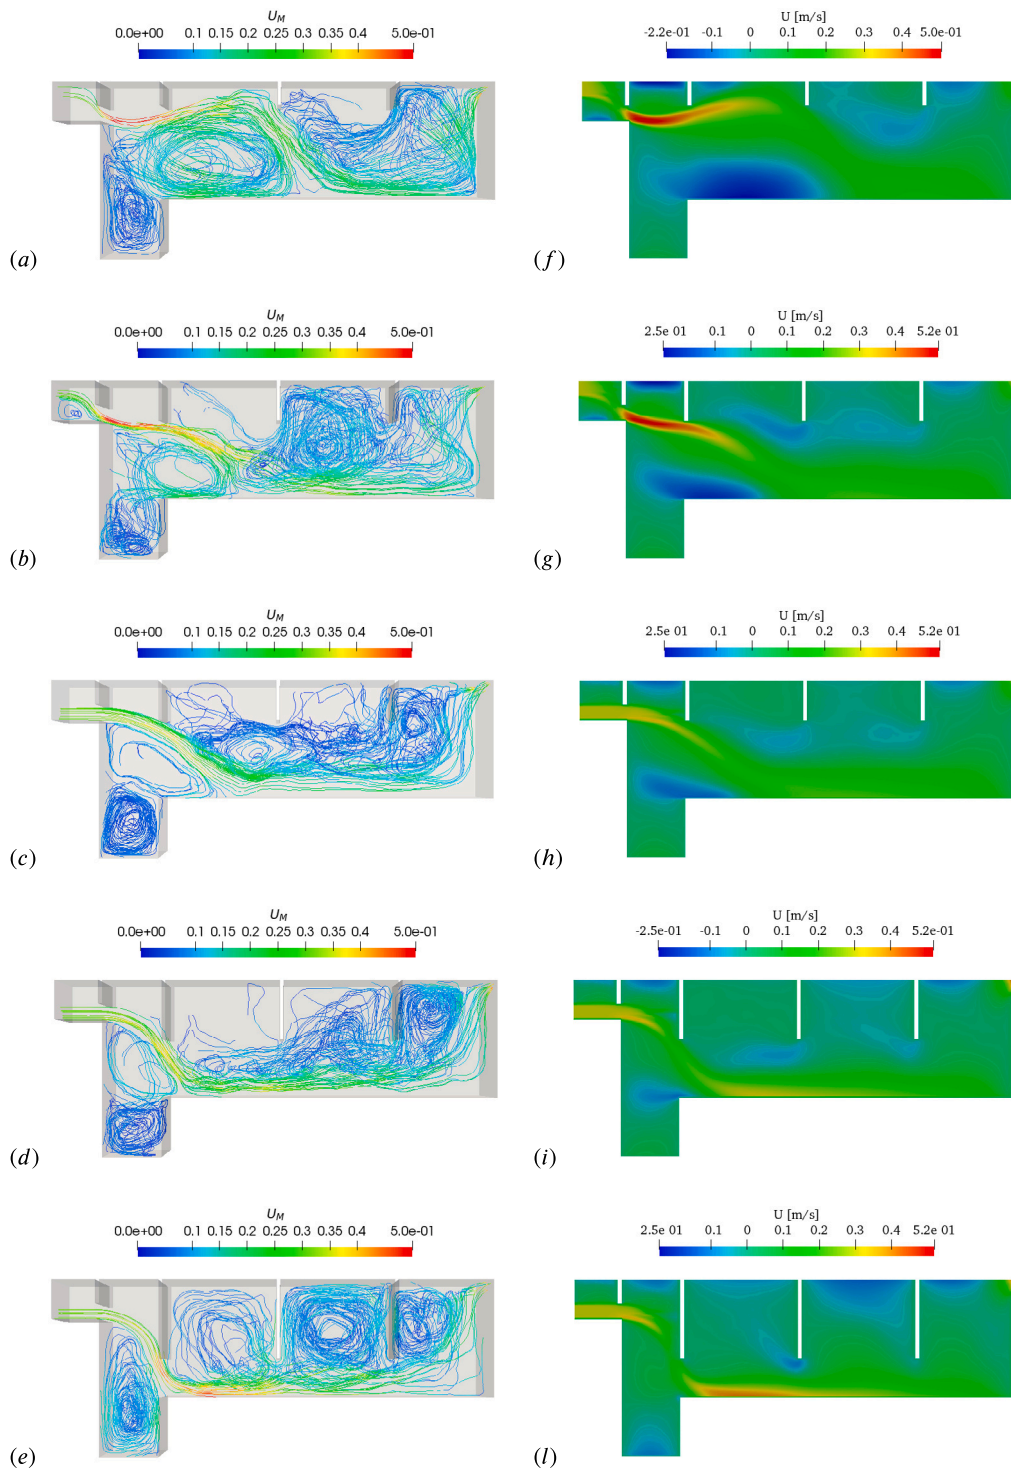 U_M
0.0e+00 0.1 0.15 0.2 0.25 0.3 0.35 0.4 5.0e-01
(a)
U [m/s]
-2.2e-01 -0.1 0 0.1 0.2 0.3 0.4 5.0e-01
(f)
U_M
0.0e+00 0.1 0.15 0.2 0.25 0.3 0.35 0.4 5.0e-01
(b)
U [m/s]
2.5e 01 0.1 0 0.1 0.2 0.3 0.4 5.2e 01
(g)
U_M
0.0e+00 0.1 0.15 0.2 0.25 0.3 0.35 0.4 5.0e-01
(c)
U [m/s]
2.5e 01 0.1 0 0.1 0.2 0.3 0.4 5.2e 01
(h)
U_M
0.0e+00 0.1 0.15 0.2 0.25 0.3 0.35 0.4 5.0e-01
(d)
U [m/s]
-2.5e-01 -0.1 0 0.1 0.2 0.3 0.4 5.2e-01
(i)
U_M
0.0e+00 0.1 0.15 0.2 0.25 0.3 0.35 0.4 5.0e-01
(e)
U [m/s]
2.5e 01 0.1 0 0.1 0.2 0.3 0.4 5.2e 01
(l)